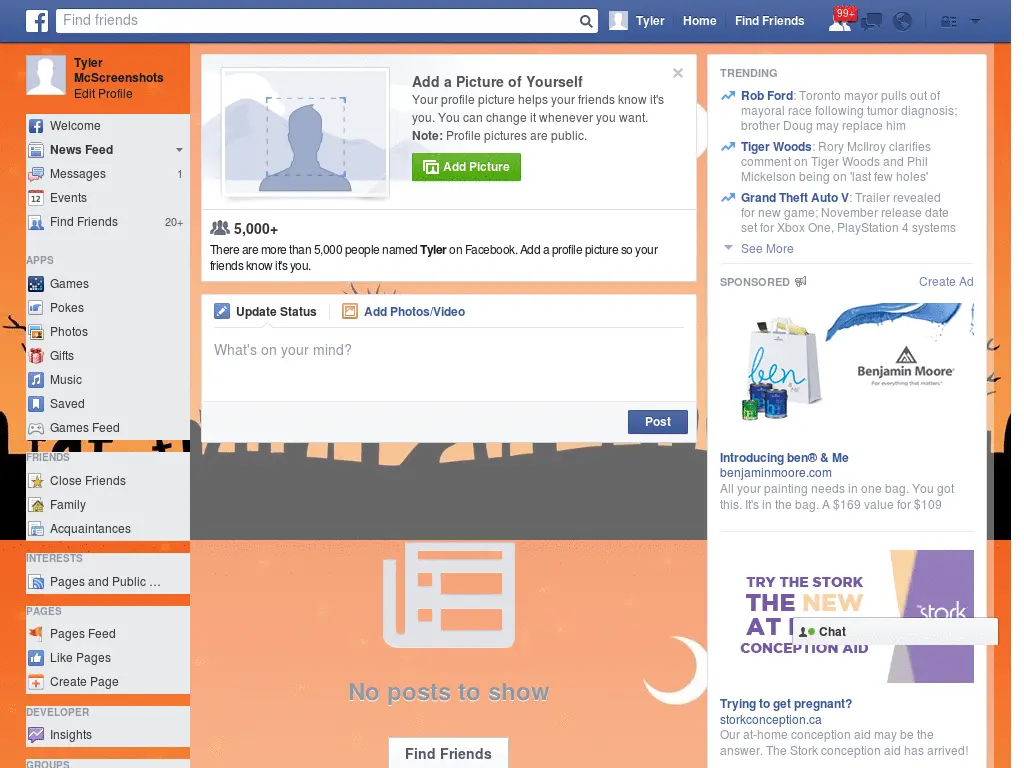 Find friends
Tyler
Home
Find Friends
99+
Tyler
McScreenshots
Edit Profile
Welcome
News Feed
Messages 1
12 Events
Find Friends 20+
APPS
Games
Pokes
Photos
Gifts
Music
Saved
Games Feed
FRIENDS
Close Friends
Family
Acquaintances
INTERESTS
Pages and Public ...
PAGES
Pages Feed
Like Pages
Create Page
DEVELOPER
Insights
GROUPS
Add a Picture of Yourself
Your profile picture helps your friends know it's
you. You can change it whenever you want.
Note: Profile pictures are public.
Add Picture
5,000+
There are more than 5,000 people named Tyler on Facebook. Add a profile picture so your
friends know it's you.
Update Status
Add Photos/Video
What's on your mind?
Post
No posts to show
Find Friends
TRENDING
Rob Ford: Toronto mayor pulls out of
mayoral race following tumor diagnosis;
brother Doug may replace him
Tiger Woods: Rory McIlroy clarifies
comment on Tiger Woods and Phil
Mickelson being on 'last few holes'
Grand Theft Auto V: Trailer revealed
for new game; November release date
set for Xbox One, PlayStation 4 systems
See More
SPONSORED
Create Ad
ben
Benjamin Moore
For everything that matters.
Introducing ben® & Me
benjaminmoore.com
All your painting needs in one bag. You got
this. It's in the bag. A $169 value for $109
TRY THE STORK
THE NEW
AT
CONCEPTION AID
stork
Chat
Trying to get pregnant?
storkconception.ca
Our at-home conception aid may be the
answer. The Stork conception aid has arrived!